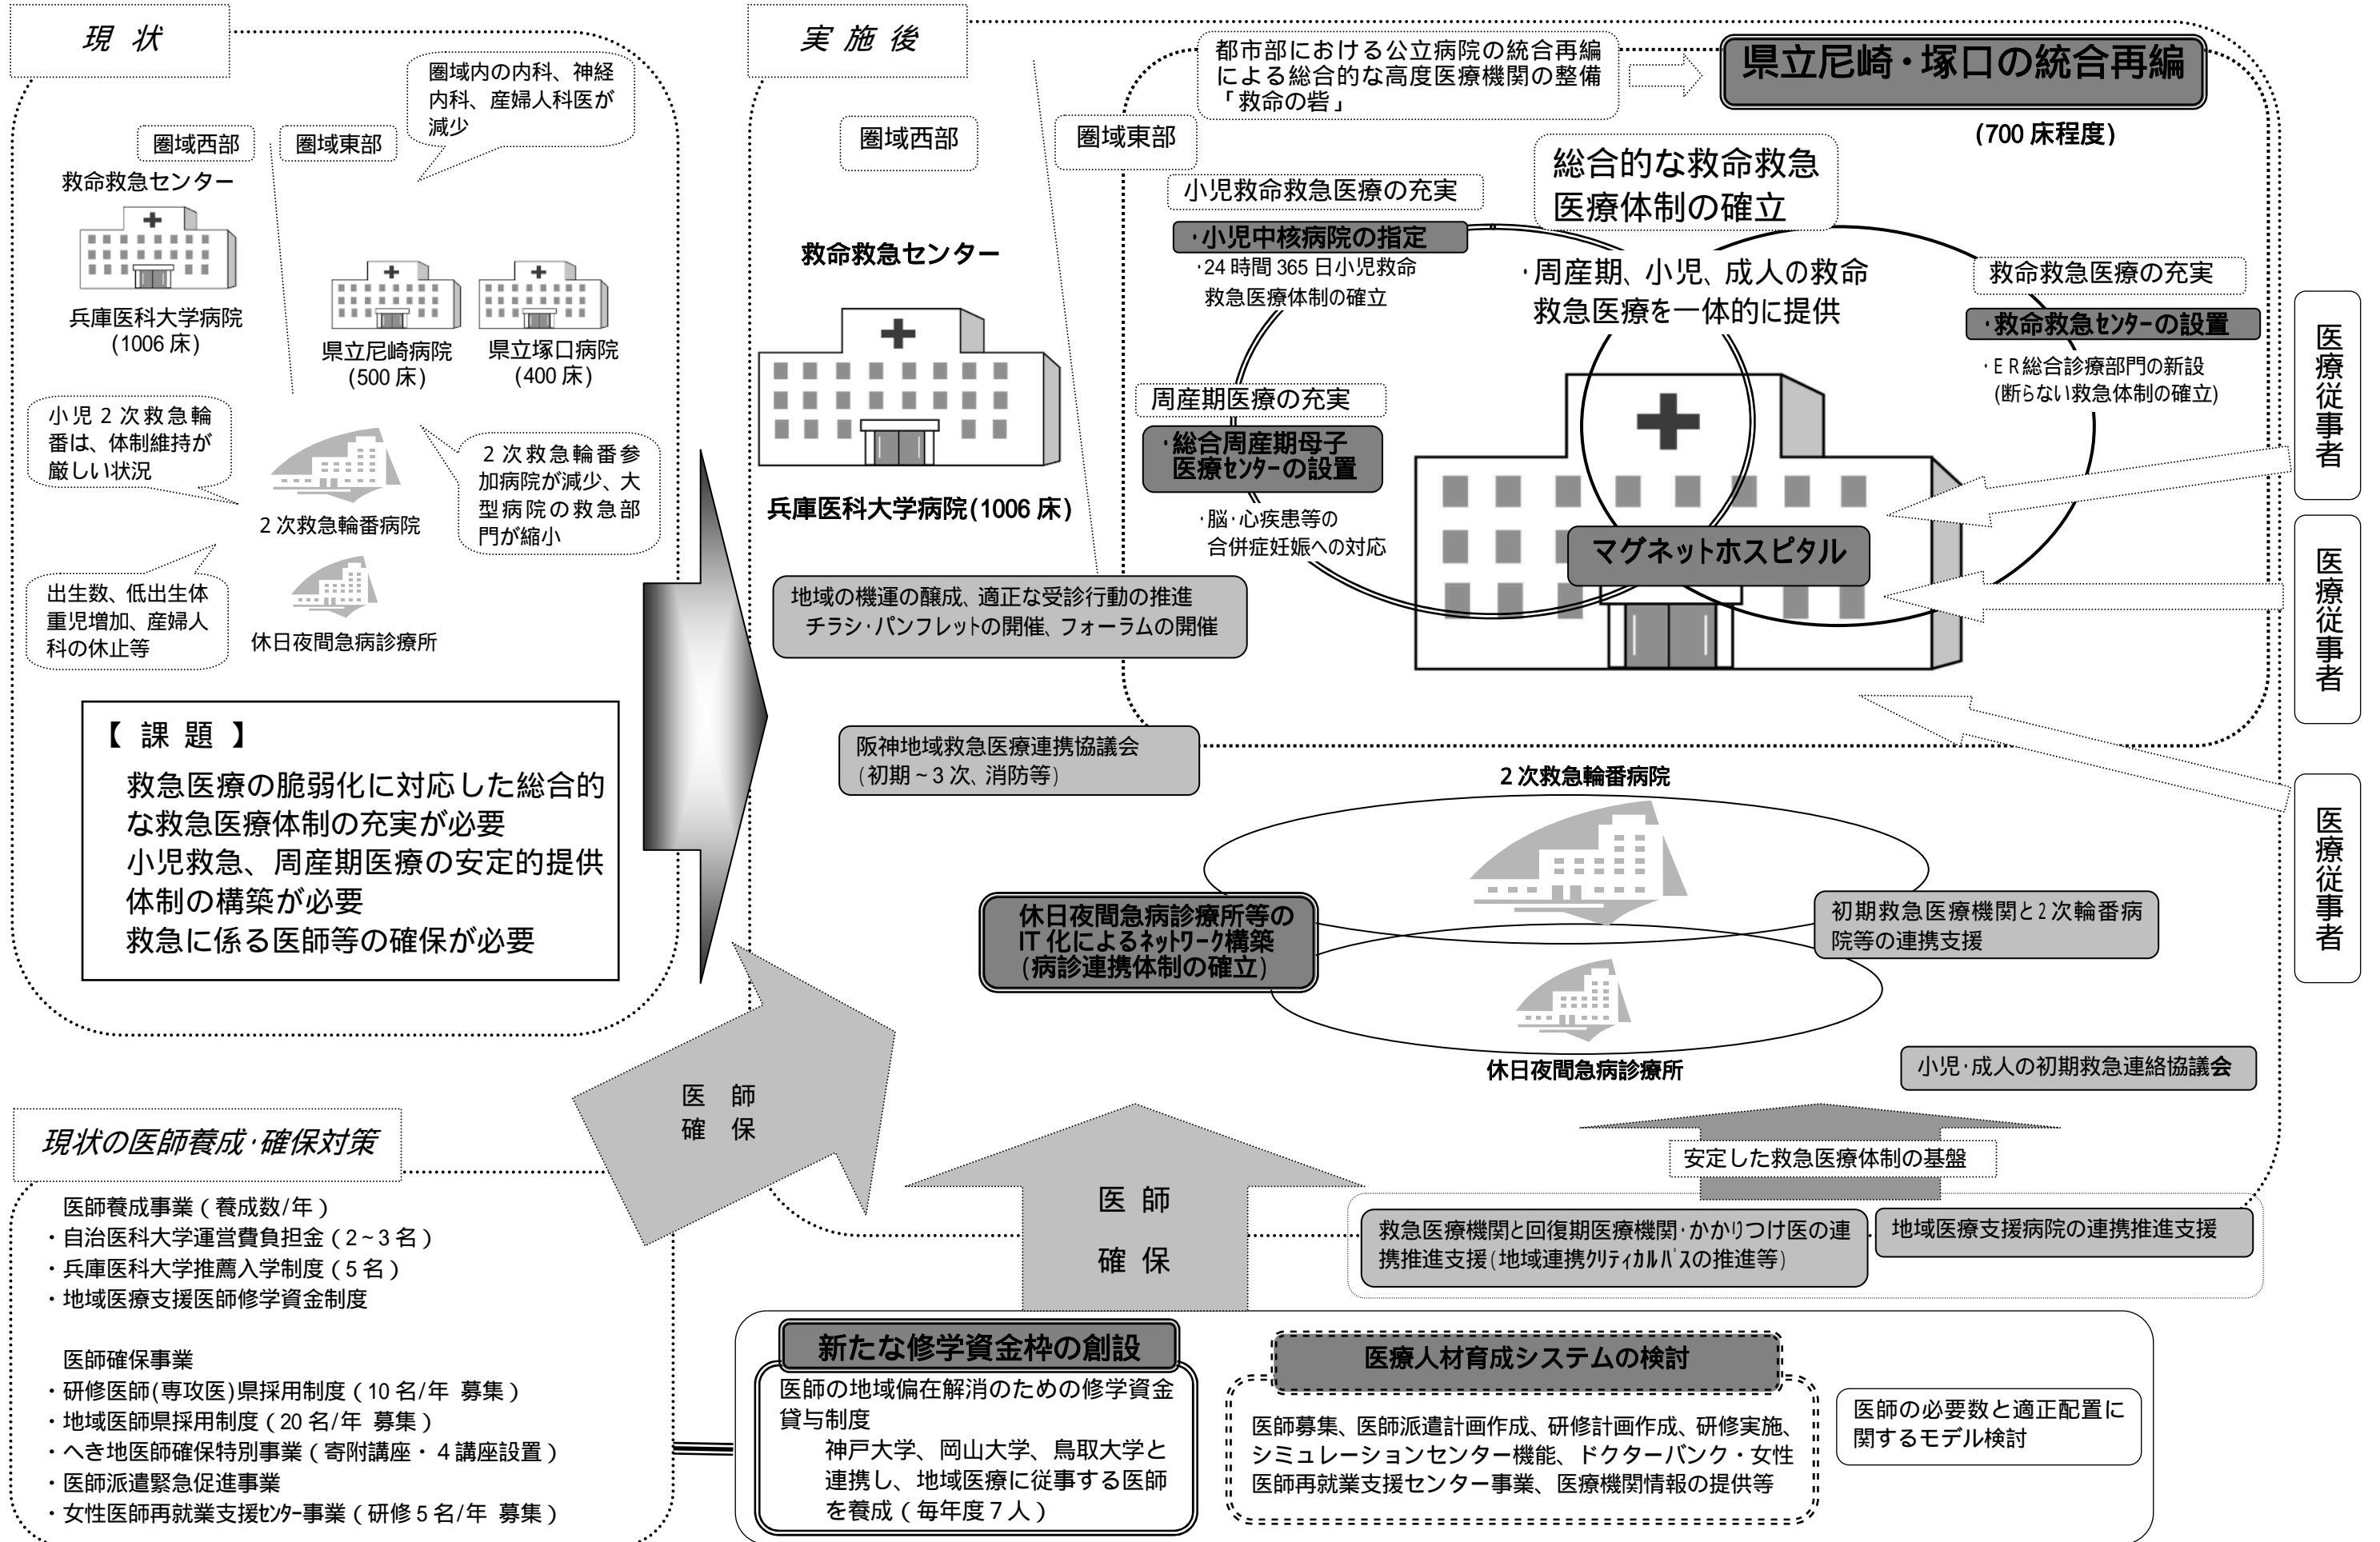 現 状
圏域内の内科、神経
内科、産婦人科医が
減少
圏域西部
圏域東部
救命救急センター
兵庫医科大学病院
(1006 床)
県立尼崎病院
(500 床)
県立塚口病院
(400 床)
小児 2 次救急輪
番は、体制維持が
厳しい状況
2 次救急輪番参
加病院が減少、大
型病院の救急部
門が縮小
2 次救急輪番病院
出生数、低出生体
重児増加、産婦人
科の休止等
休日夜間急病診療所
【 課 題 】
救急医療の脆弱化に対応した総合的
な救急医療体制の充実が必要
小児救急、周産期医療の安定的提供
体制の構築が必要
救急に係る医師等の確保が必要
実 施 後
都市部における公立病院の統合再編
による総合的な高度医療機関の整備
「救命の砦」
県立尼崎・塚口の統合再編
(700 床程度)
圏域西部
圏域東部
救命救急センター
兵庫医科大学病院(1006 床)
小児救命救急医療の充実
・小児中核病院の指定
・24 時間 365 日小児救命
救急医療体制の確立
総合的な救命救急
医療体制の確立
・周産期、小児、成人の救命
救急医療を一体的に提供
救命救急医療の充実
・救命救急ｾﾝﾀｰの設置
・ＥＲ総合診療部門の新設
(断らない救急体制の確立)
周産期医療の充実
・総合周産期母子
医療ｾﾝﾀｰの設置
・脳・心疾患等の
合併症妊娠への対応
マグネットホスピタル
医療従事者
医療従事者
医療従事者
地域の機運の醸成、適正な受診行動の推進
チラシ・パンフレットの開催、フォーラムの開催
阪神地域救急医療連携協議会
(初期～3 次、消防等)
2 次救急輪番病院
休日夜間急病診療所等の
IT 化によるﾈｯﾄﾜｰｸ構築
(病診連携体制の確立)
初期救急医療機関と 2 次輪番病
院等の連携支援
休日夜間急病診療所
小児・成人の初期救急連絡協議会
安定した救急医療体制の基盤
救急医療機関と回復期医療機関・かかりつけ医の連
携推進支援(地域連携ｸﾘﾃｨｶﾙﾊﾟｽの推進等)
地域医療支援病院の連携推進支援
医 師
確 保
医 師
確 保
現状の医師養成・確保対策
医師養成事業（養成数/年）
・自治医科大学運営費負担金（2～3 名）
・兵庫医科大学推薦入学制度（5 名）
・地域医療支援医師修学資金制度
医師確保事業
・研修医師(専攻医)県採用制度（10 名/年 募集）
・地域医師県採用制度（20 名/年 募集）
・へき地医師確保特別事業（寄附講座・４講座設置）
・医師派遣緊急促進事業
・女性医師再就業支援ｾﾝﾀｰ事業（研修 5 名/年 募集）
新たな修学資金枠の創設
医師の地域偏在解消のための修学資金
貸与制度
神戸大学、岡山大学、鳥取大学と
連携し、地域医療に従事する医師
を養成（毎年度７人）
医療人材育成システムの検討
医師募集、医師派遣計画作成、研修計画作成、研修実施、
シミュレーションセンター機能、ドクターバンク・女性
医師再就業支援センター事業、医療機関情報の提供等
医師の必要数と適正配置に
関するモデル検討